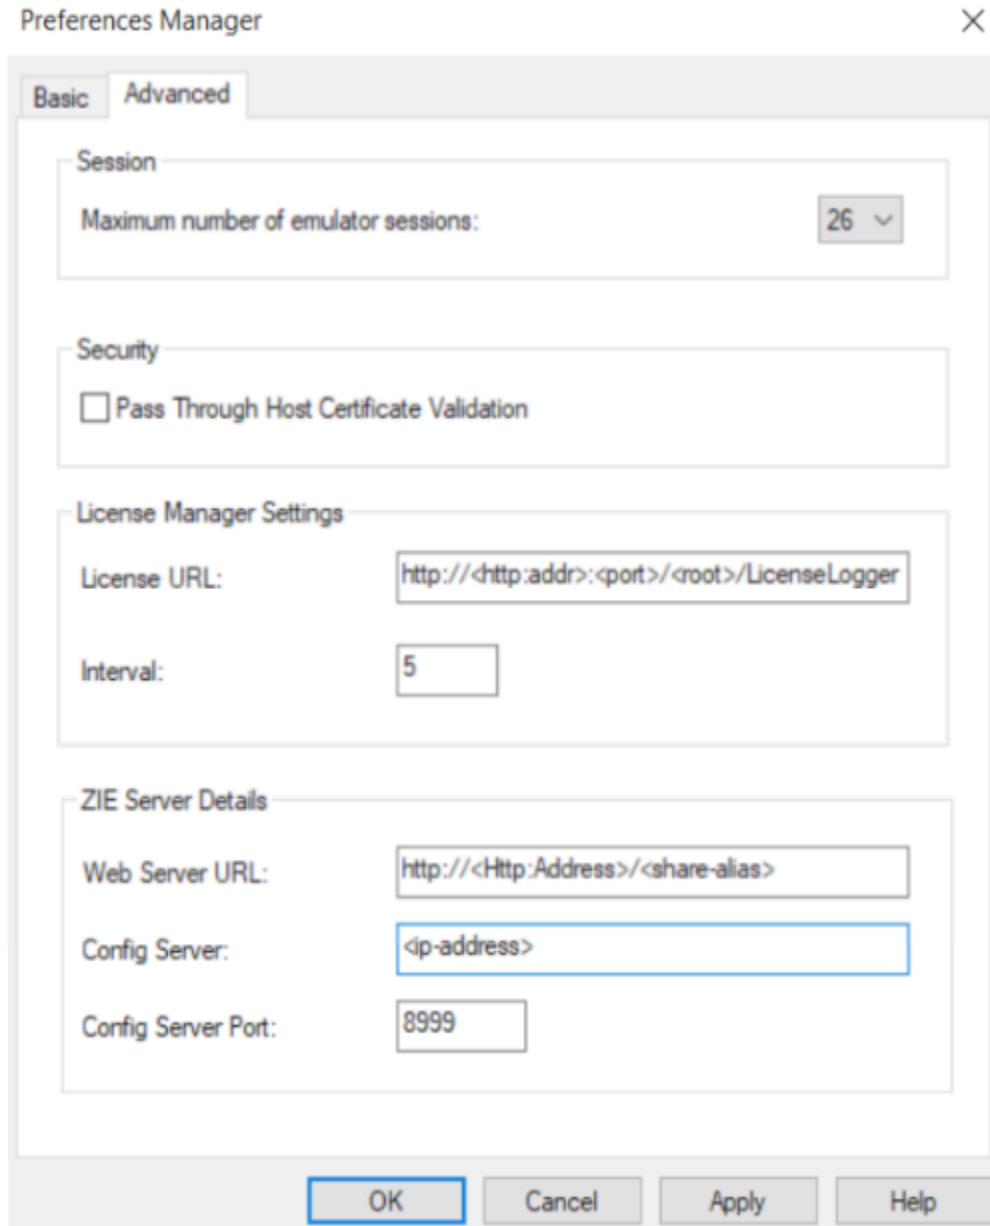 Preferences Manager
Basic Advanced
Session
Maximum number of emulator sessions: 26
Security
Pass Through Host Certificate Validation
License Manager Settings
License URL: http://<http:addr>:<port>/<root>/LicenseLogger
Interval: 5
ZIE Server Details
Web Server URL: http://<Http:Address>/<share-alias>
Config Server: <ip-address>
Config Server Port: 8999
OK Cancel Apply Help